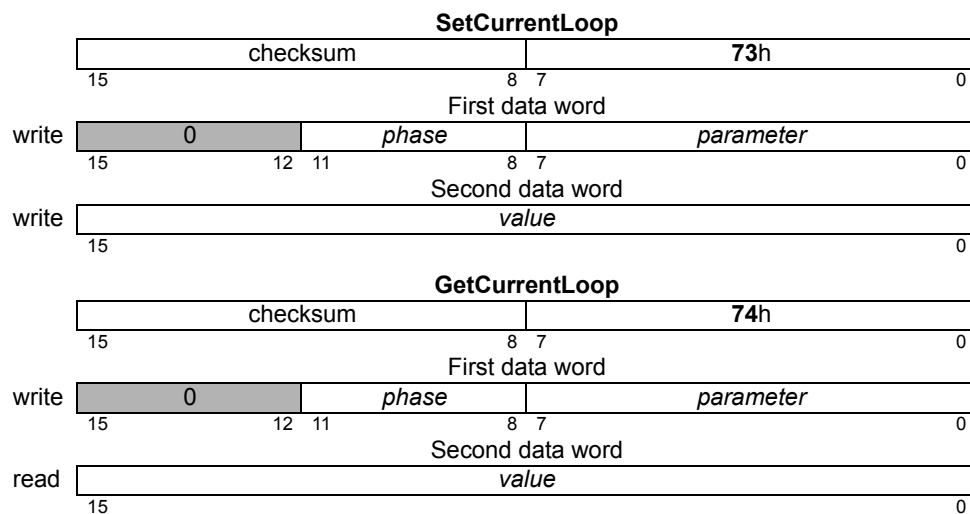 SetCurrentLoop
checksum 73h
15 8 7 0
First data word
write 0 phase parameter
15 12 11 8 7 0
Second data word
write value
15 0
GetCurrentLoop
checksum 74h
15 8 7 0
First data word
write 0 phase parameter
15 12 11 8 7 0
Second data word
read value
15 0